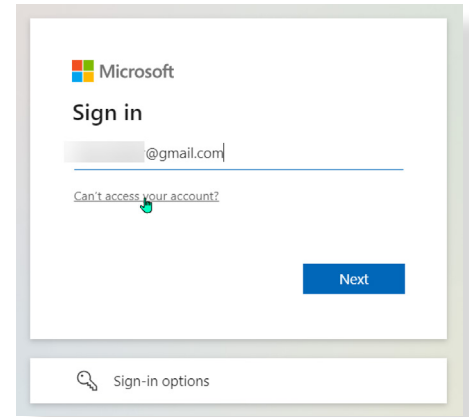 Microsoft
Sign in
@gmail.com
Can't access your account?
Next
Sign-in options